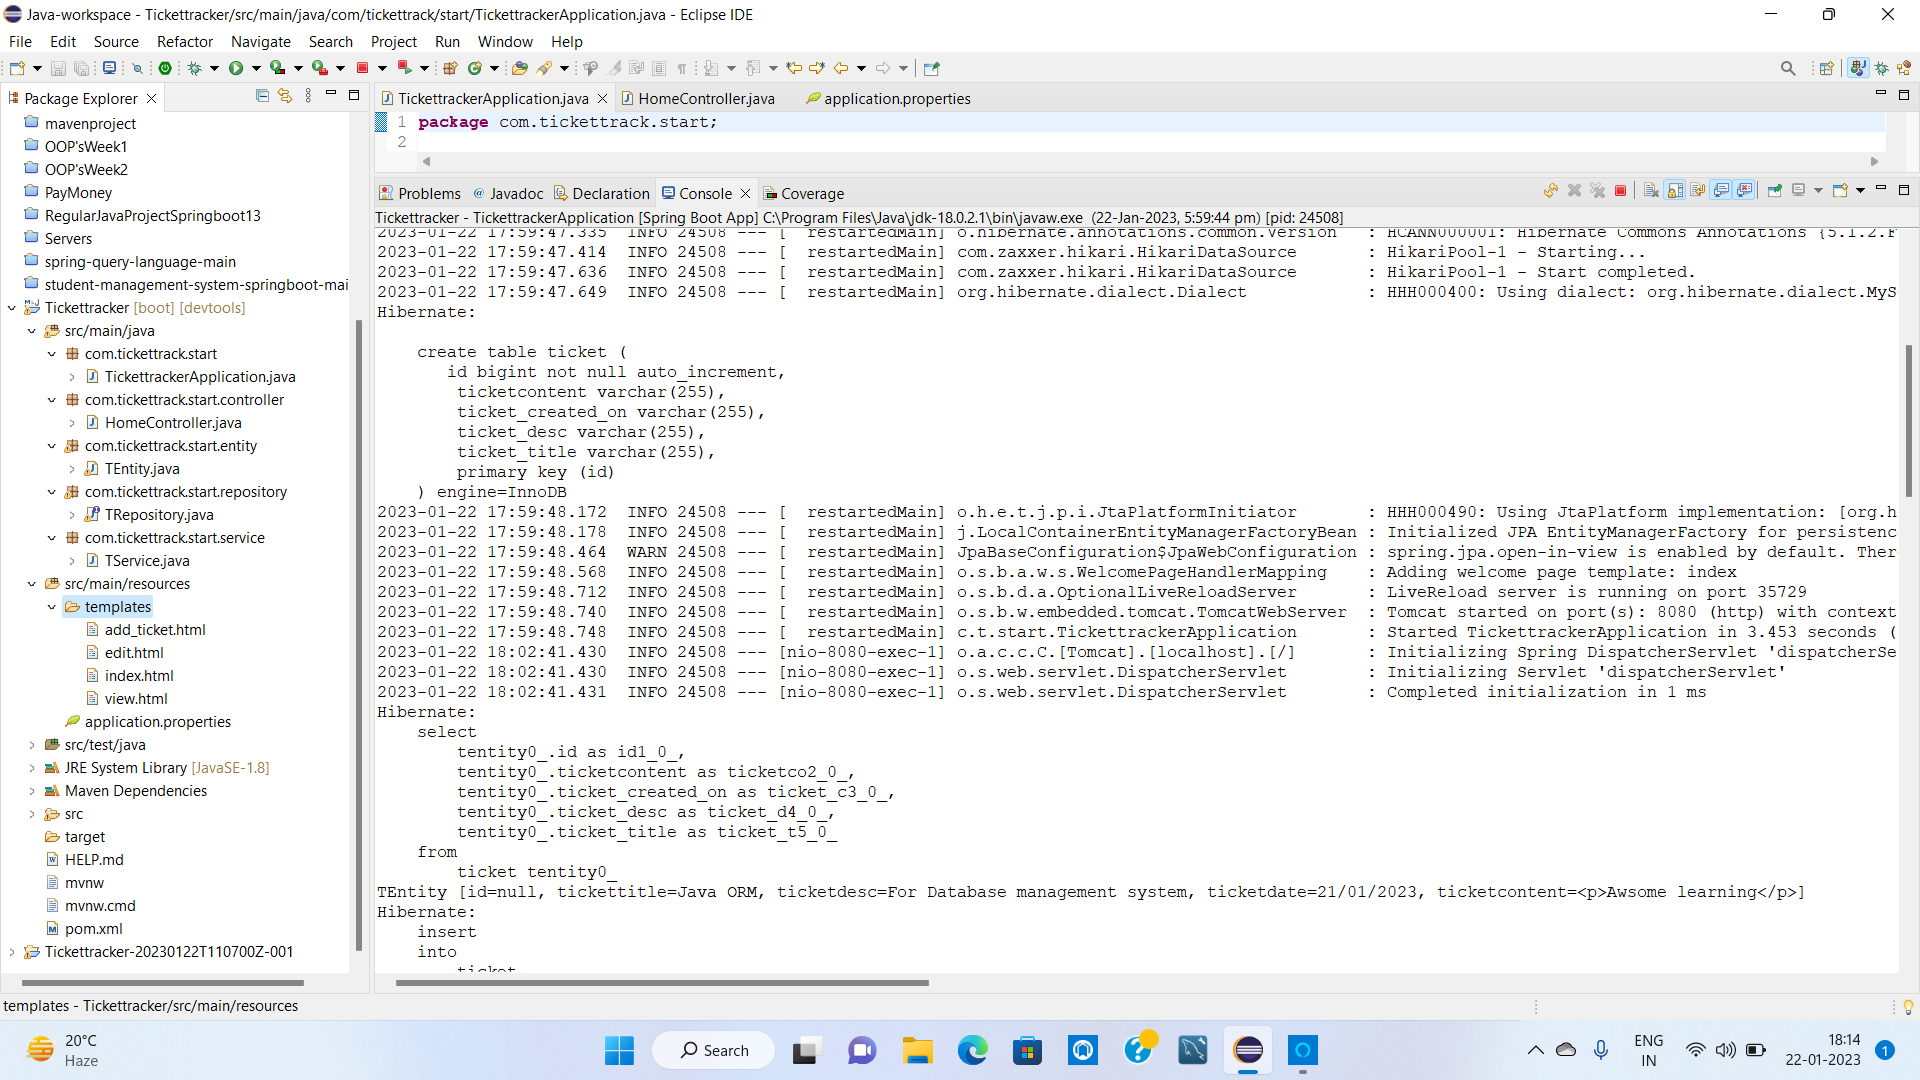 Java-workspace - Tickettracker/src/main/java/com/tickettrack/start/TickettrackerApplication.java - Eclipse IDE
File Edit Source Refactor Navigate Search Project Run Window Help
Package Explorer
mavenproject
OOP'sWeek1
OOP'sWeek2
PayMoney
RegularJavaProjectSpringboot13
Servers
spring-query-language-main
student-management-system-springboot-mai
Tickettracker [boot] [devtools]
src/main/java
com.tickettrack.start
TickettrackerApplication.java
com.tickettrack.start.controller
HomeController.java
com.tickettrack.start.entity
TEntity.java
com.tickettrack.start.repository
TRepository.java
com.tickettrack.start.service
TService.java
src/main/resources
templates
add_ticket.html
edit.html
index.html
view.html
application.properties
src/test/java
JRE System Library [JavaSE-1.8]
Maven Dependencies
src
target
HELP.md
mvnw
mvnw.cmd
pom.xml
Tickettracker-20230122T110700Z-001
TickettrackerApplication.java HomeController.java application.properties
1 package com.tickettrack.start;
2
Problems @ Javadoc Declaration Console Coverage
Tickettracker - TickettrackerApplication [Spring Boot App] C:\Program Files\Java\jdk-18.0.2.1\bin\javaw.exe (22-Jan-2023, 5:59:44 pm) [pid: 24508]
2023-01-22 17:59:47.335 INFO 24508 --- [ restartedMain] o.hibernate.annotations.common.Version : HCANN000001: Hibernate Commons Annotations {5.1.2.F
2023-01-22 17:59:47.414 INFO 24508 --- [ restartedMain] com.zaxxer.hikari.HikariDataSource : HikariPool-1 - Starting...
2023-01-22 17:59:47.636 INFO 24508 --- [ restartedMain] com.zaxxer.hikari.HikariDataSource : HikariPool-1 - Start completed.
2023-01-22 17:59:47.649 INFO 24508 --- [ restartedMain] org.hibernate.dialect.Dialect : HHH000400: Using dialect: org.hibernate.dialect.MyS
Hibernate:
create table ticket (
id bigint not null auto_increment,
ticketcontent varchar(255),
ticket_created_on varchar(255),
ticket_desc varchar(255),
ticket_title varchar(255),
primary key (id)
) engine=InnoDB
2023-01-22 17:59:48.172 INFO 24508 --- [ restartedMain] o.h.e.t.j.p.i.JtaPlatformInitiator : HHH000490: Using JtaPlatform implementation: [org.h
2023-01-22 17:59:48.178 INFO 24508 --- [ restartedMain] j.LocalContainerEntityManagerFactoryBean : Initialized JPA EntityManagerFactory for persistenc
2023-01-22 17:59:48.464 WARN 24508 --- [ restartedMain] JpaBaseConfiguration$JpaWebConfiguration : spring.jpa.open-in-view is enabled by default. Ther
2023-01-22 17:59:48.568 INFO 24508 --- [ restartedMain] o.s.b.a.w.s.WelcomePageHandlerMapping : Adding welcome page template: index
2023-01-22 17:59:48.712 INFO 24508 --- [ restartedMain] o.s.b.d.a.OptionalLiveReloadServer : LiveReload server is running on port 35729
2023-01-22 17:59:48.740 INFO 24508 --- [ restartedMain] o.s.b.w.embedded.tomcat.TomcatWebServer : Tomcat started on port(s): 8080 (http) with context
2023-01-22 17:59:48.748 INFO 24508 --- [ restartedMain] c.t.start.TickettrackerApplication : Started TickettrackerApplication in 3.453 seconds (
2023-01-22 18:02:41.430 INFO 24508 --- [nio-8080-exec-1] o.a.c.c.C.[Tomcat].[localhost].[/] : Initializing Spring DispatcherServlet 'dispatcherSe
2023-01-22 18:02:41.430 INFO 24508 --- [nio-8080-exec-1] o.s.web.servlet.DispatcherServlet : Initializing Servlet 'dispatcherServlet'
2023-01-22 18:02:41.431 INFO 24508 --- [nio-8080-exec-1] o.s.web.servlet.DispatcherServlet : Completed initialization in 1 ms
Hibernate:
select
tentity0_.id as id1_0_,
tentity0_.ticketcontent as ticketco2_0_,
tentity0_.ticket_created_on as ticket_c3_0_,
tentity0_.ticket_desc as ticket_d4_0_,
tentity0_.ticket_title as ticket_t5_0_
from
ticket tentity0_
TEntity [id=null, tickettitle=Java ORM, ticketdesc=For Database management system, ticketdate=21/01/2023, ticketcontent=<p>Awsome learning</p>]
Hibernate:
insert
into
ticket
templates - Tickettracker/src/main/resources
20°C
Haze
Search
ENG
IN
18:14
22-01-2023
1